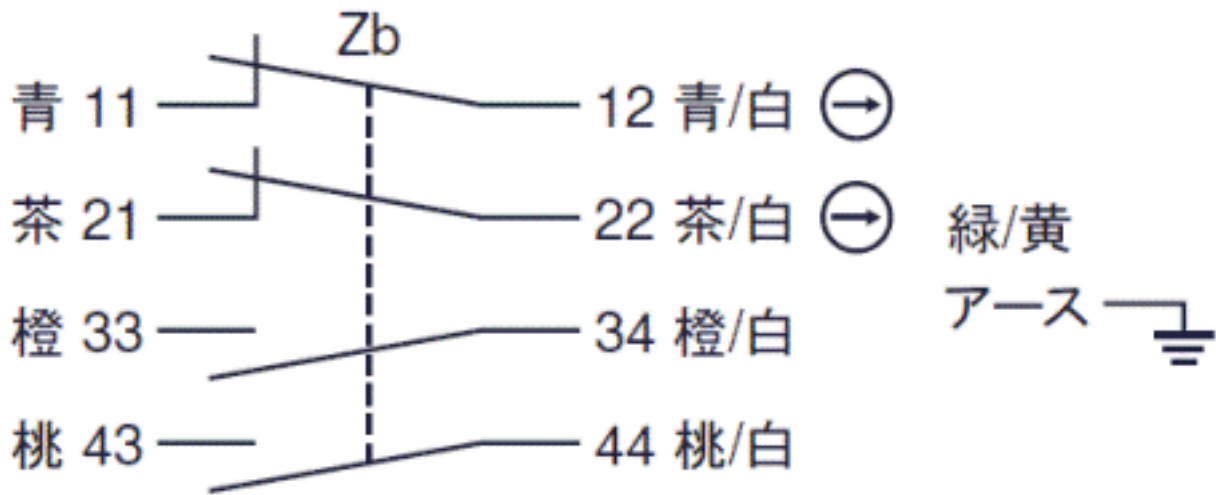 Zb
青 11 12 青/白
茶 21 22 茶/白
緑/黄
アース
橙 33 34 橙/白
桃 43 44 桃/白